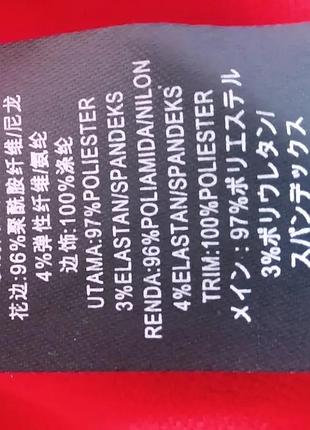 花边:96%聚酰胺纤维/尼龙
4%弹性纤维/氨纶
边饰:100%涤纶
UTAMA:97%POLIESTER
3%ELASTAN/SPANDEKS
RENDA:96%POLIAMIDA/NILON
4%ELASTAN/SPANDEKS
TRIM:100%POLIESTER
メイン:97%ポリエステル
3%ポリウレタン/
スパンデックス